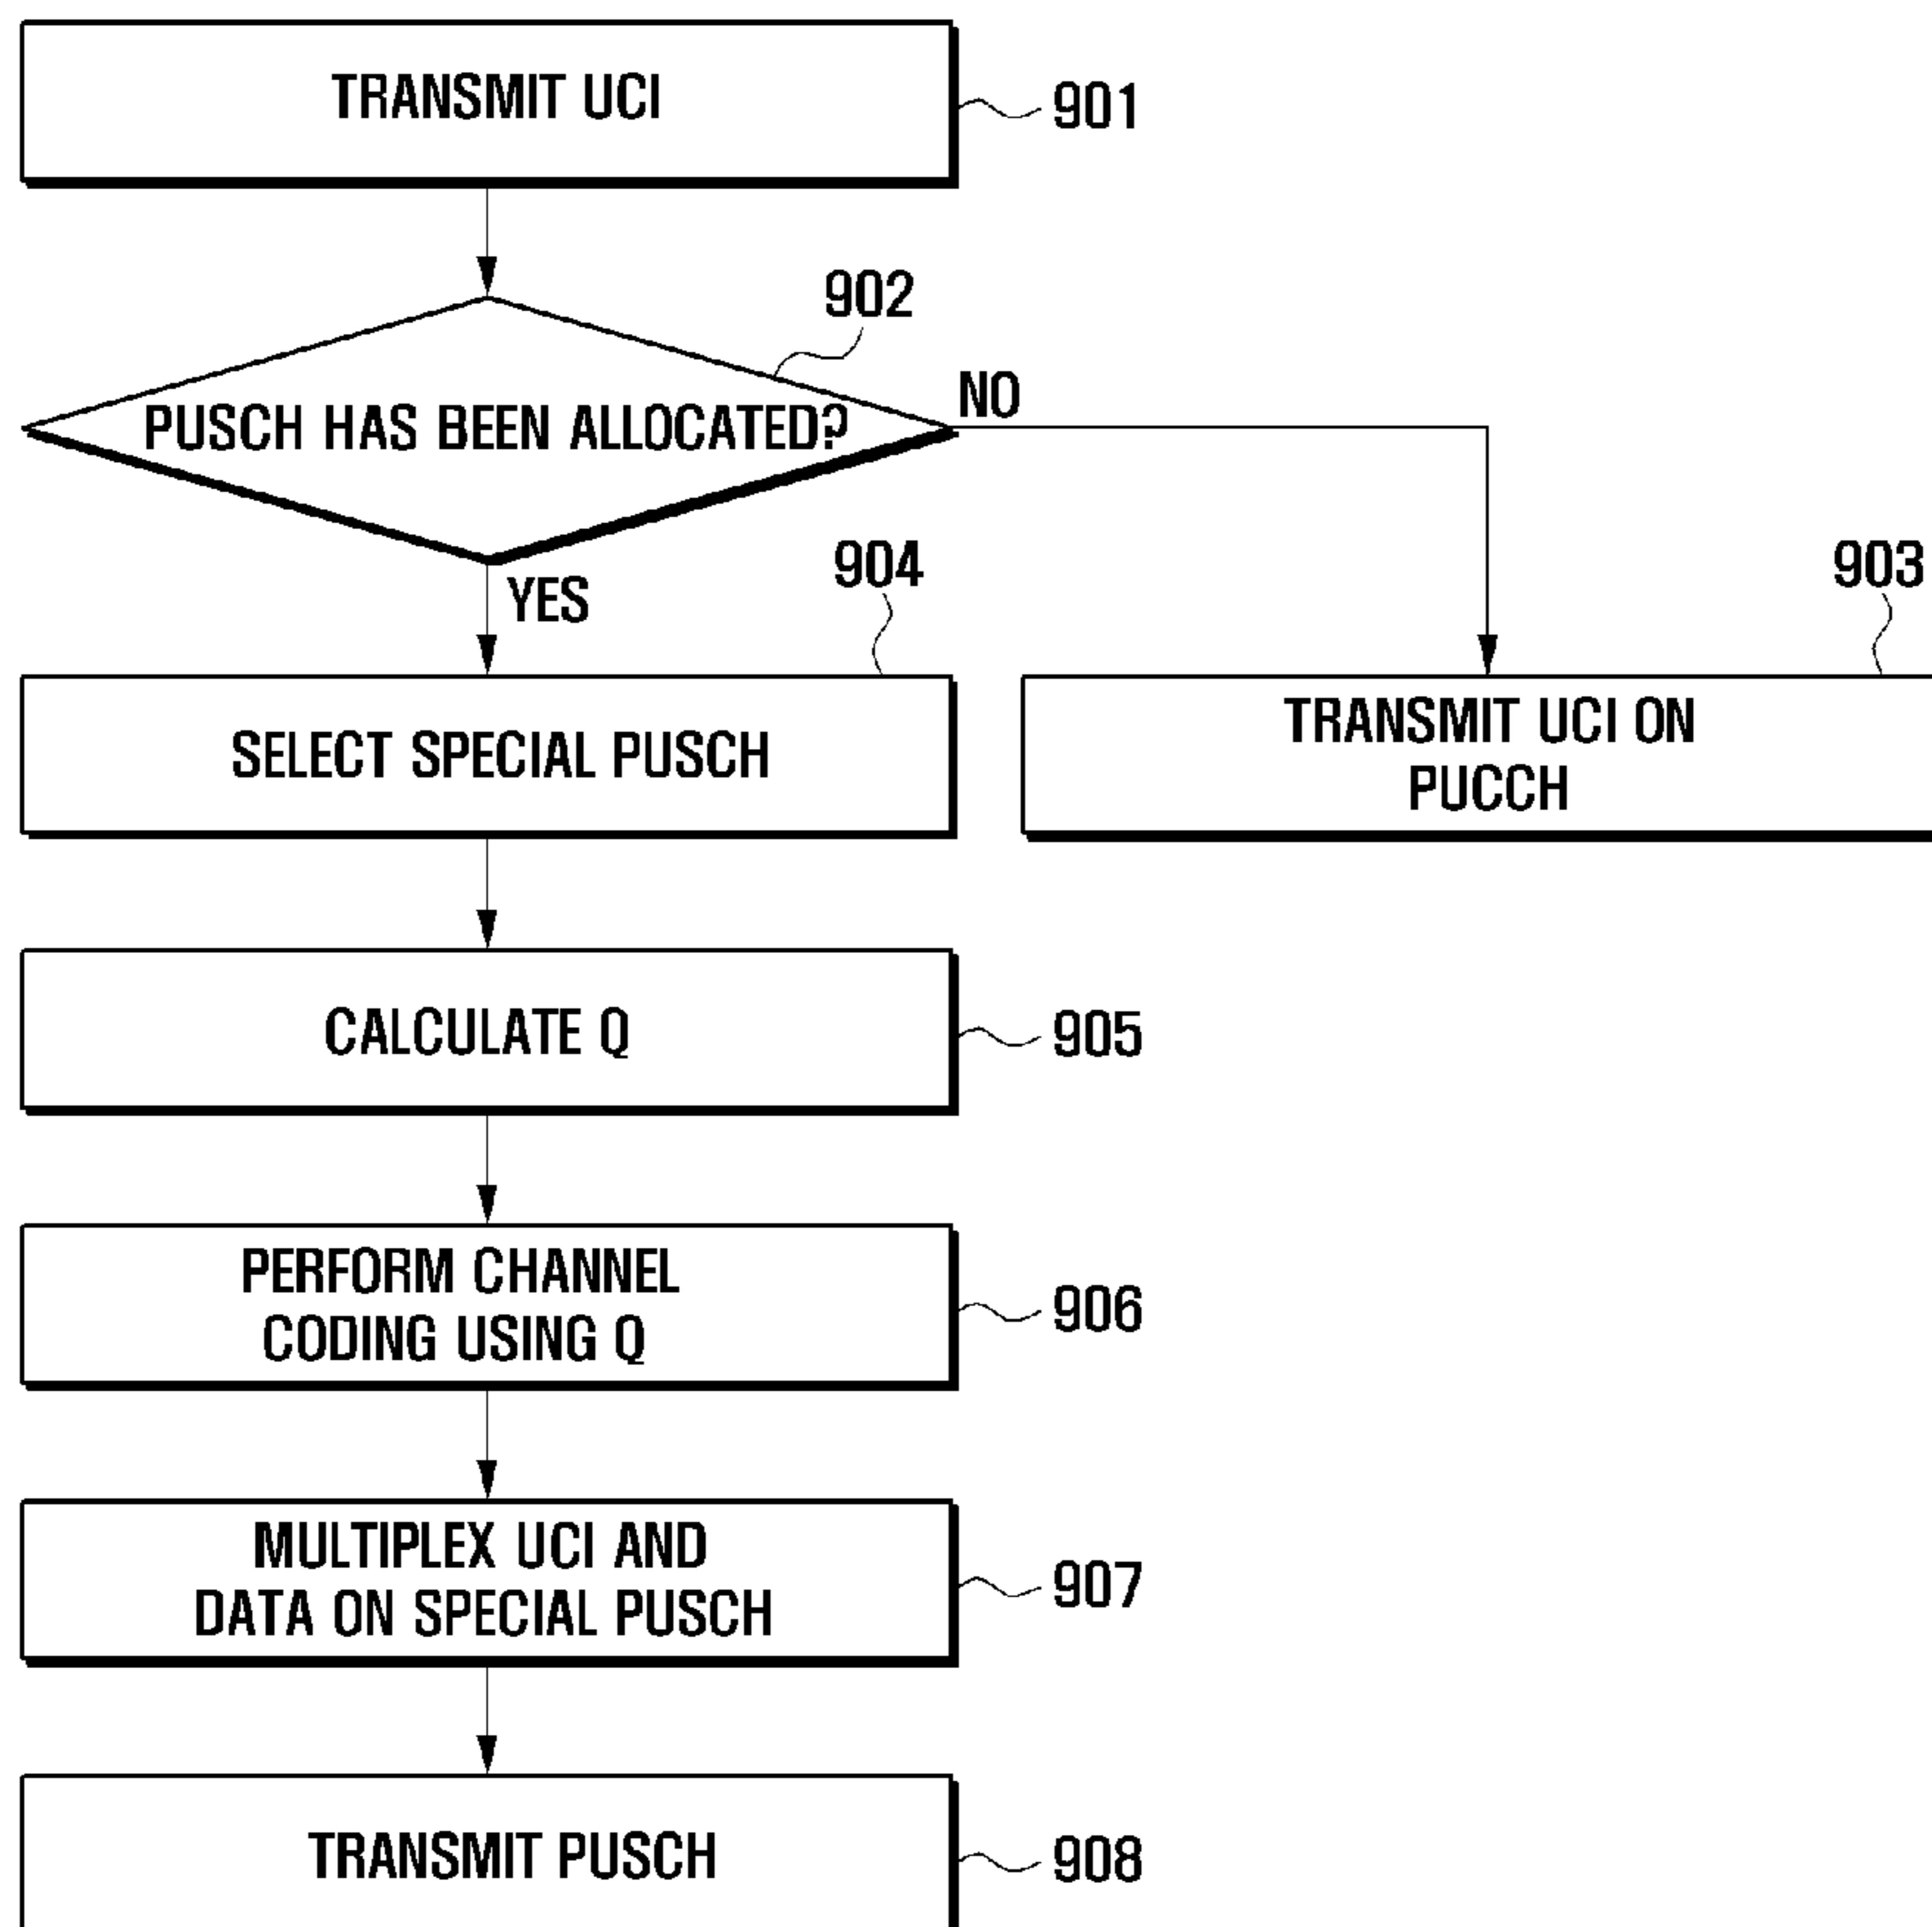 TRANSMIT UCI
901
902
PUSCH HAS BEEN ALLOCATED?
NO
YES
904
903
SELECT SPECIAL PUSCH
TRANSMIT UCI ON
PUCCH
CALCULATE Q
905
PERFORM CHANNEL
CODING USING Q
906
MULTIPLEX UCI AND
DATA ON SPECIAL PUSCH
907
TRANSMIT PUSCH
908